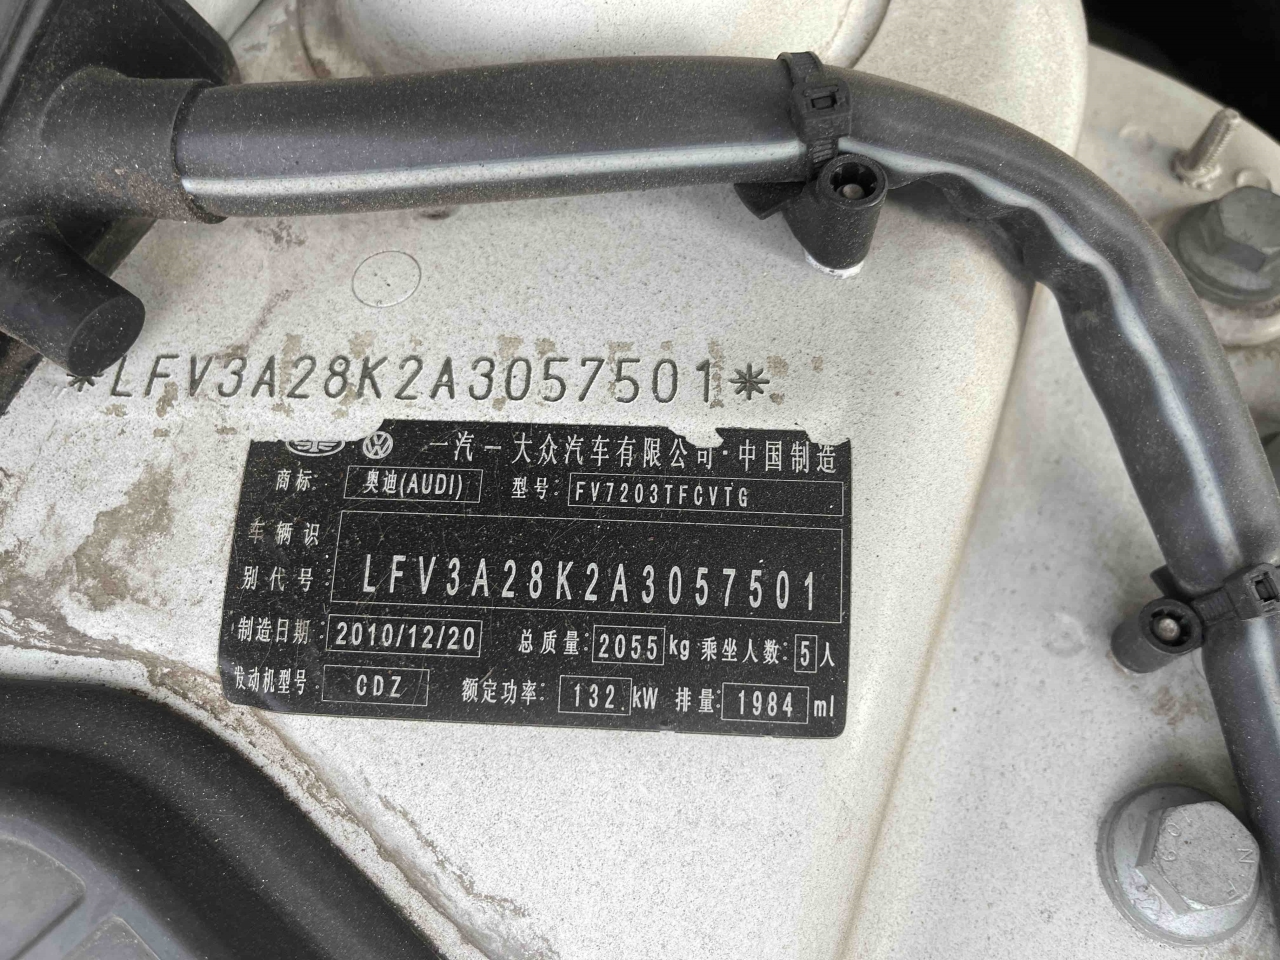 *LFV3A28K2A3057501*
一汽-大众汽车有限公司·中国制造
商标: 奥迪(AUDI) 型号: FV7203TFCVTG
车辆识
别代号: LFV3A28K2A3057501
制造日期: 2010/12/20 总质量: 2055 kg 乘坐人数: 5 人
发动机型号: CDZ 额定功率: 132 kW 排量: 1984 ml